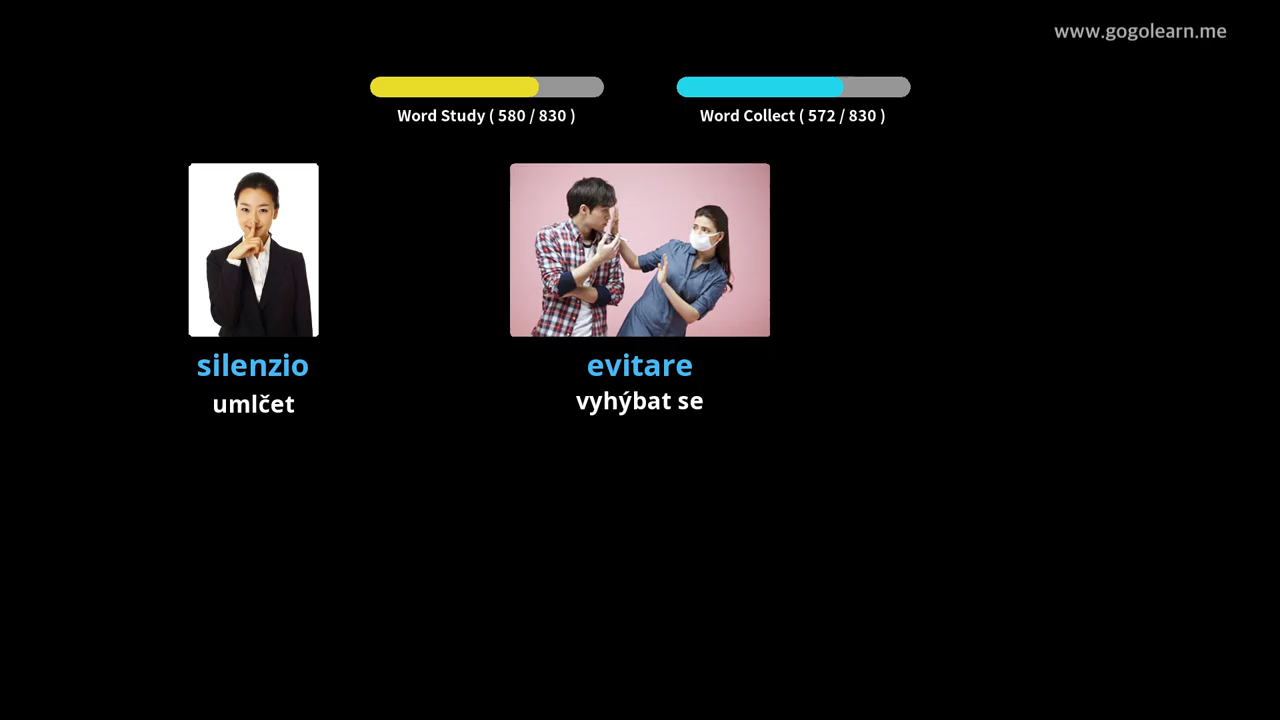 www.gogolearn.me
Word Study ( 580 / 830 )
Word Collect ( 572 / 830 )
silenzio
umlčet
evitare
vyhýbat se